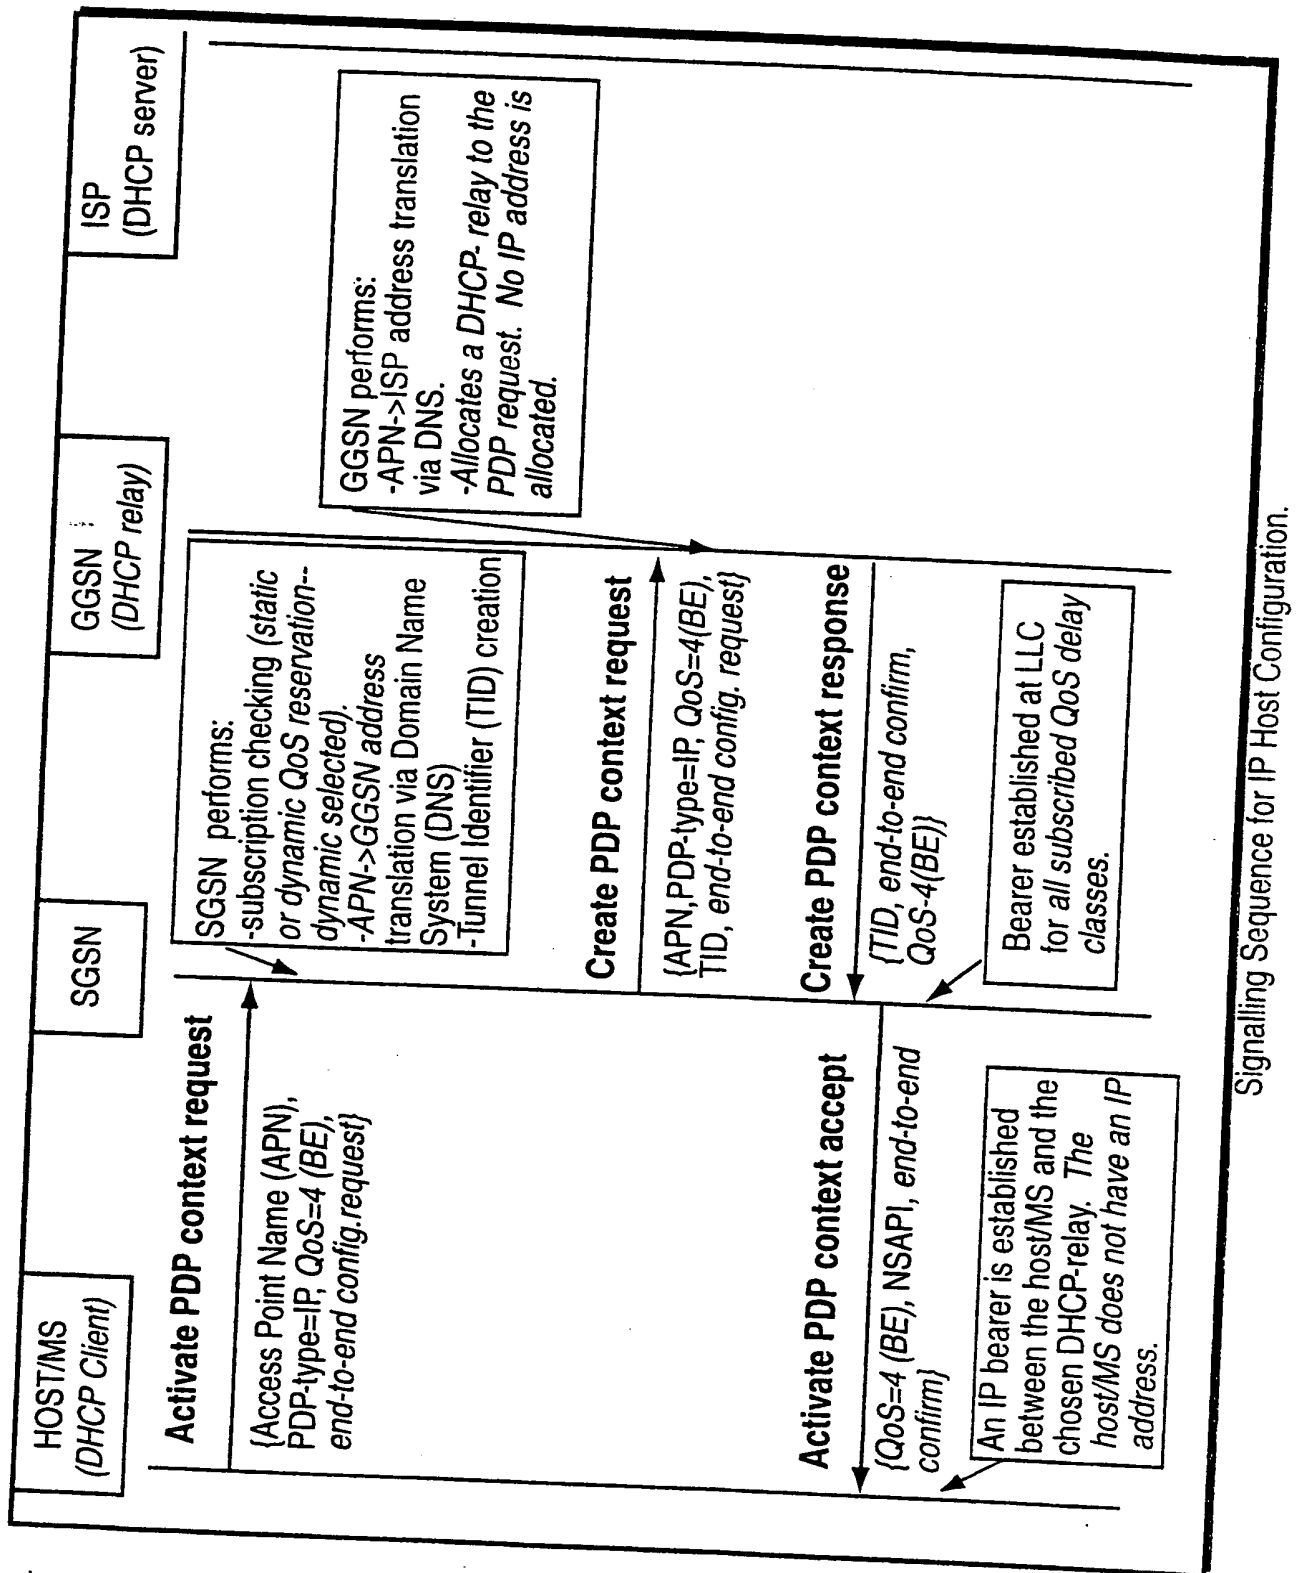 HOST/MS
(DHCP Client)
SGSN
GGSN
(DHCP relay)
ISP
(DHCP server)
Activate PDP context request
{Access Point Name (APN),
PDP-type=IP, QoS=4 (BE),
end-to-end config.request}
SGSN performs:
-subscription checking (static
or dynamic QoS reservation--
dynamic selected).
-APN->GGSN address
translation via Domain Name
System (DNS)
-Tunnel Identifier (TID) creation
Create PDP context request
{APN,PDP-type=IP, QoS=4(BE),
TID, end-to-end config. request}
GGSN performs:
-APN->ISP address translation
via DNS.
-Allocates a DHCP- relay to the
PDP request. No IP address is
allocated.
Create PDP context response
{TID, end-to-end confirm,
QoS-4(BE)}
Bearer established at LLC
for all subscribed QoS delay
classes.
Activate PDP context accept
{QoS=4 (BE), NSAPI, end-to-end
confirm}
An IP bearer is established
between the host/MS and the
chosen DHCP-relay. The
host/MS does not have an IP
address.
Signalling Sequence for IP Host Configuration.